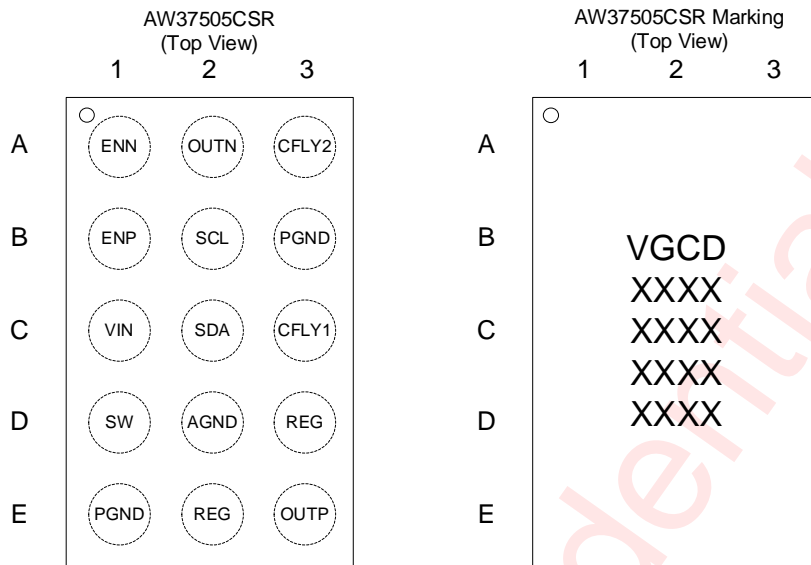 AW37505CSR
(Top View)
1 2 3
A ENN OUTN CFLY2
B ENP SCL PGND
C VIN SDA CFLY1
D SW AGND REG
E PGND REG OUTP
AW37505CSR Marking
(Top View)
1 2 3
A
B
VGCD
XXXX
C XXXX
XXXX
D XXXX
E
dential